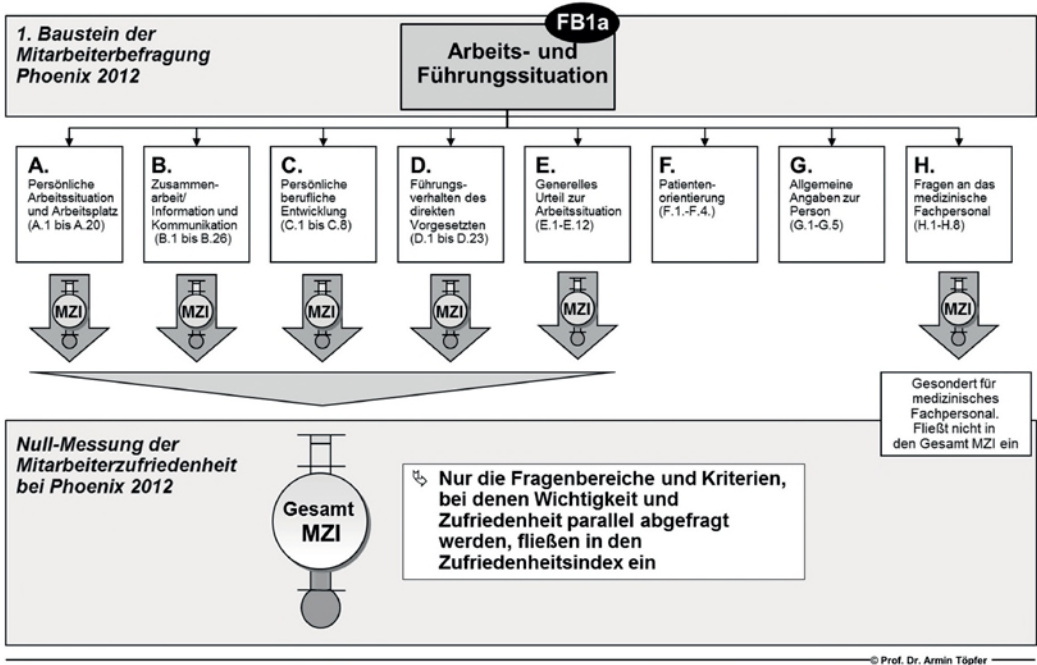 1. Baustein der
Mitarbeiterbefragung
Phoenix 2012
FB1a
Arbeits- und
Führungssituation
A.
Persönliche
Arbeitssituation
und Arbeitsplatz
(A.1 bis A.20)
B.
Zusammen-
arbeit/
Information und
Kommunikation
(B.1 bis B.26)
C.
Persönliche
berufliche
Entwicklung
(C.1 bis C.8)
D.
Führungs-
verhalten des
direkten
Vorgesetzten
(D.1 bis D.23)
E.
Generelles
Urteil zur
Arbeitssituation
(E.1-E.12)
F.
Patienten-
orientierung
(F.1.-F.4.)
G.
Allgemeine
Angaben zur
Person
(G.1-G.5)
H.
Fragen an das
medizinische
Fachpersonal
(H.1-H.8)
MZI
MZI
MZI
MZI
MZI
MZI
Gesondert für
medizinisches
Fachpersonal.
Fließt nicht in
den Gesamt MZI ein
Null-Messung der
Mitarbeiterzufriedenheit
bei Phoenix 2012
Gesamt
MZI
Nur die Fragenbereiche und Kriterien,
bei denen Wichtigkeit und
Zufriedenheit parallel abgefragt
werden, fließen in den
Zufriedenheitsindex ein
© Prof. Dr. Armin Töpfer